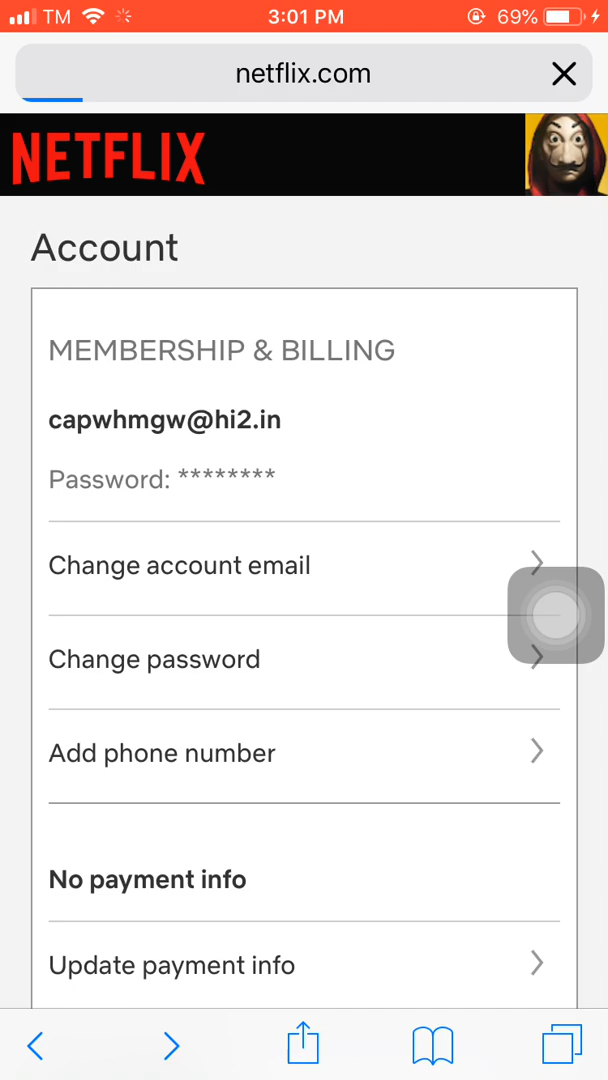 TM 3:01 PM 69%
netflix.com
NETFLIX
Account
MEMBERSHIP & BILLING
capwhmgw@hi2.in
Password: ********
Change account email
Change password
Add phone number
No payment info
Update payment info